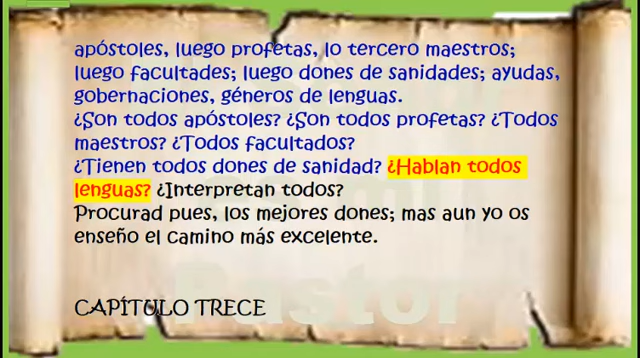 apóstoles, luego profetas, lo tercero maestros;
luego facultades; luego dones de sanidades; ayudas,
gobernaciones, géneros de lenguas.
¿Son todos apóstoles? ¿Son todos profetas? ¿Todos
maestros? ¿Todos facultados?
¿Tienen todos dones de sanidad? ¿Hablan todos
lenguas? ¿Interpretan todos?
Procurad pues, los mejores dones; mas aun yo os
enseño el camino más excelente.
CAPÍTULO TRECE
Pastor